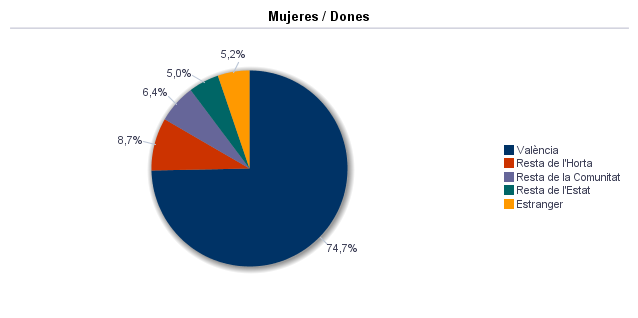 Mujeres / Dones
5,2%
5,0%
6,4%
8,7%
74,7%
València
Resta de l'Horta
Resta de la Comunitat
Resta de l'Estat
Estranger